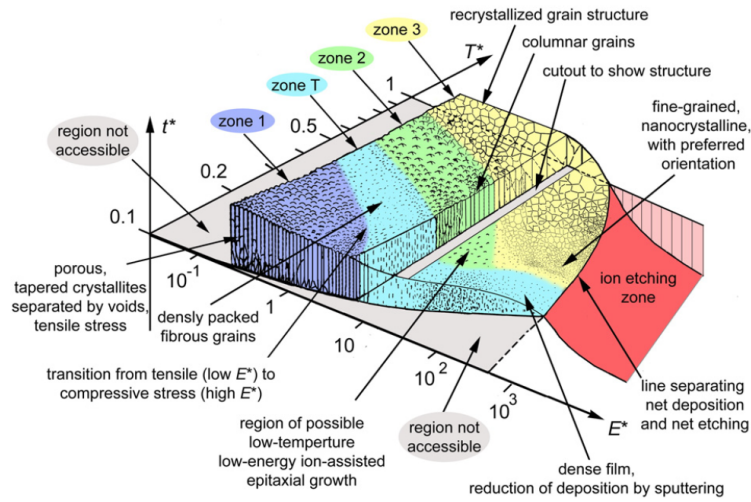 recrystallized grain structure
columnar grains
cutout to show structure
zone 3
zone 2
zone T
zone 1
T*
1
0.5
0.2
0.1
t*
region not
accessible
fine-grained,
nanocrystalline,
with preferred
orientation
ion etching
zone
porous,
tapered crystallites
separated by voids,
tensile stress
10-1
1
10
10²
10³
E*
densly packed
fibrous grains
transition from tensile (low E*) to
compressive stress (high E*)
region of possible
low-temperture
low-energy ion-assisted
epitaxial growth
region not
accessible
line separating
net deposition
and net etching
dense film,
reduction of deposition by sputtering